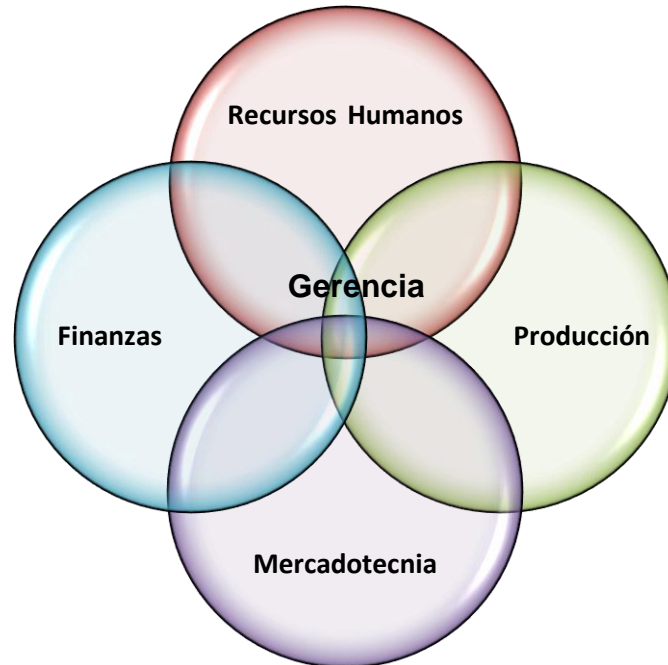 Recursos Humanos
Gerencia
Finanzas
Producción
Mercadotecnia